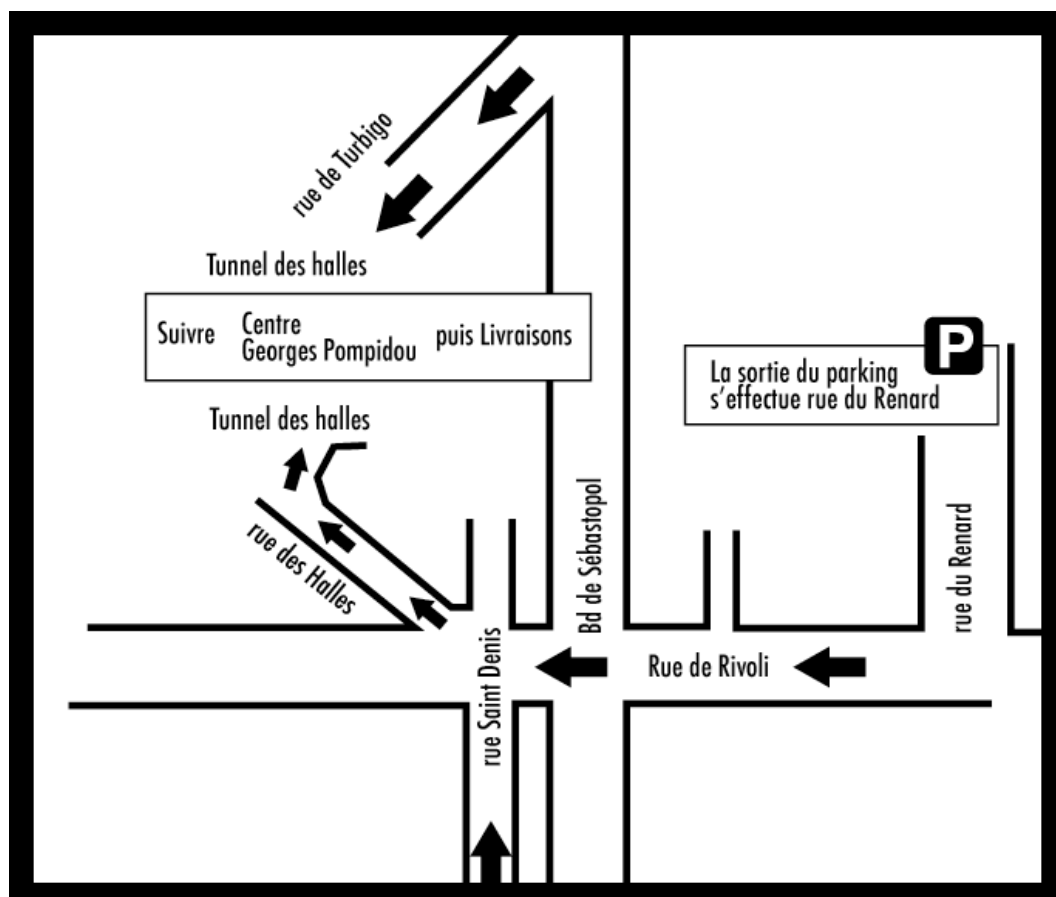 rue de Turbigo
Tunnel des halles
Suivre
Centre
Georges Pompidou
puis Livraisons
P
La sortie du parking
s'effectue rue du Renard
Tunnel des halles
rue des Halles
Bd de Sébastopol
rue du Renard
rue Saint Denis
Rue de Rivoli